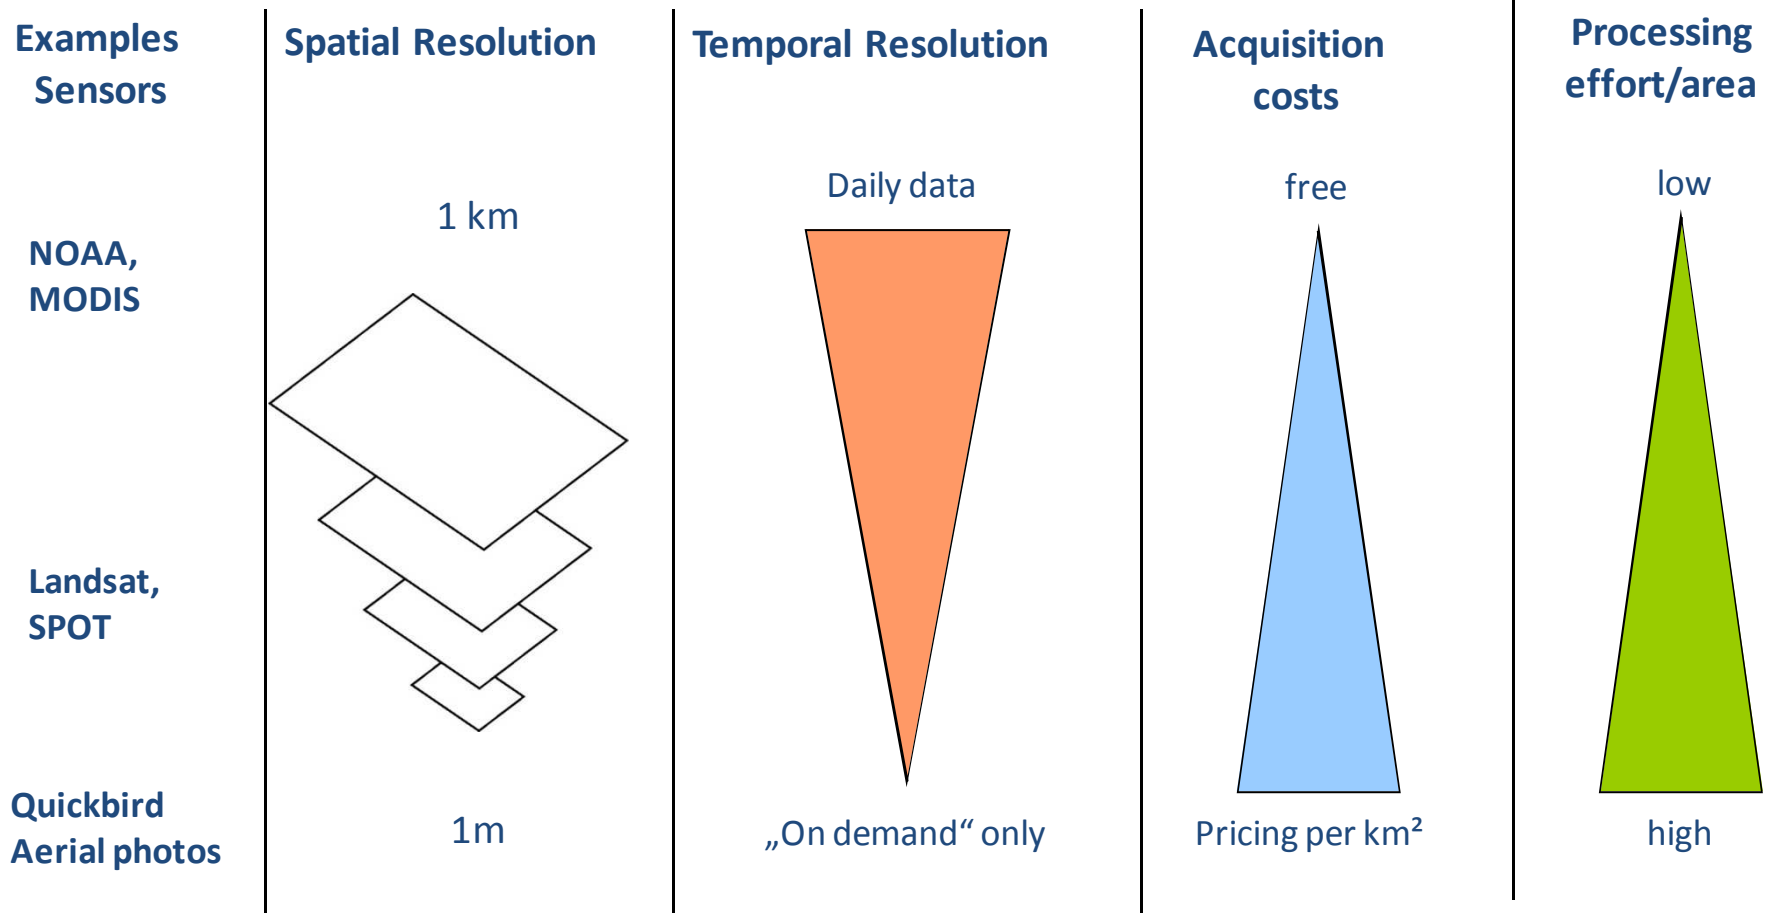 Examples
Sensors
Spatial Resolution
Temporal Resolution
Acquisition
costs
Processing
effort/area
NOAA,
MODIS
1 km
Daily data
free
low
Landsat,
SPOT
Quickbird
Aerial photos
1m
„On demand“ only
Pricing per km²
high